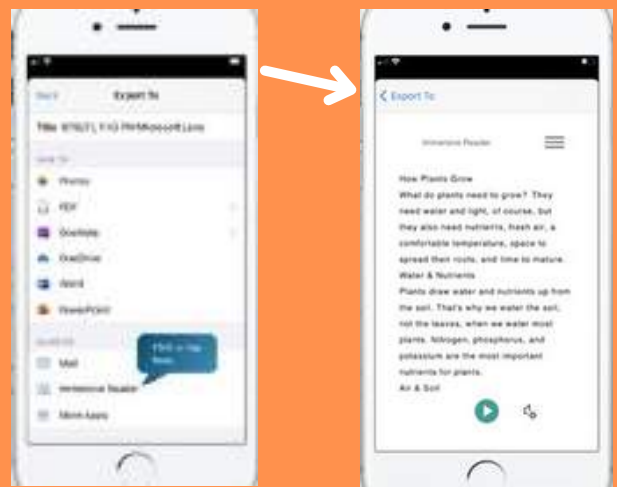 Back
Export To
Title
Microsoft Lens
Photos
PDF
OneNote
OneDrive
Word
PowerPoint
Mail
Immersive Reader
More Apps
Export To
Immersive Reader
How Plants Grow
What do plants need to grow? They
need water and light, of course, but
they also need nutrients, fresh air, a
comfortable temperature, space to
spread their roots, and time to mature.
Water & Nutrients
Plants draw water and nutrients up from
the soil. That's why we water the soil,
not the leaves, when we water most
plants. Nitrogen, phosphorus, and
potassium are the most important
nutrients for plants.
Air & Soil